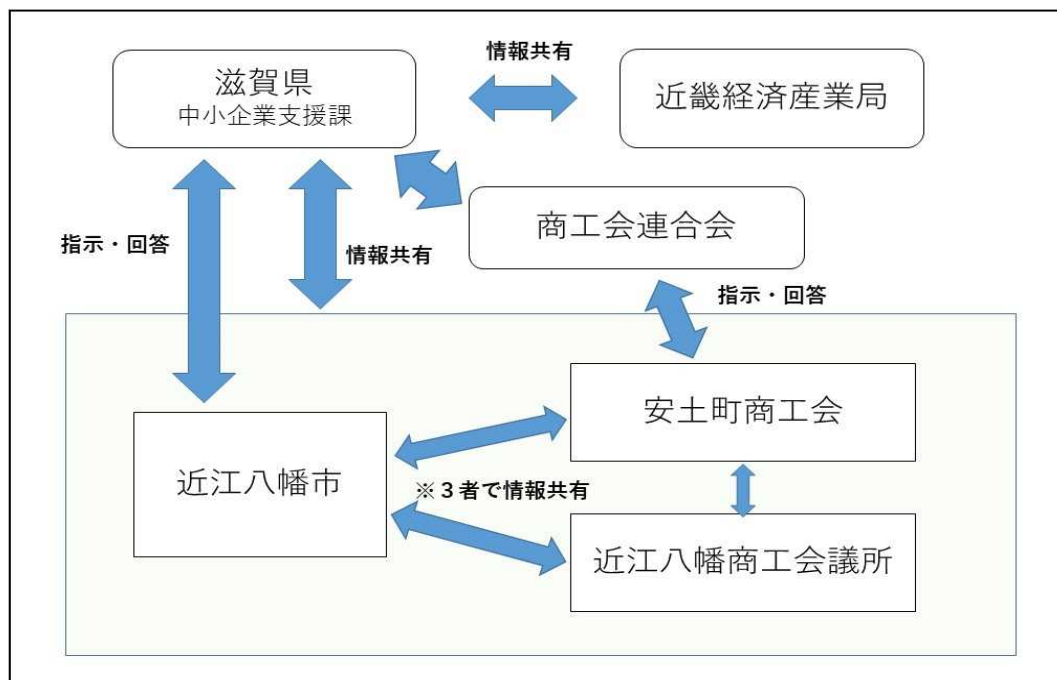 情報共有
滋賀県
中小企業支援課
近畿経済産業局
商工会連合会
指示・回答
情報共有
指示・回答
安土町商工会
近江八幡市
※３者で情報共有
近江八幡商工会議所